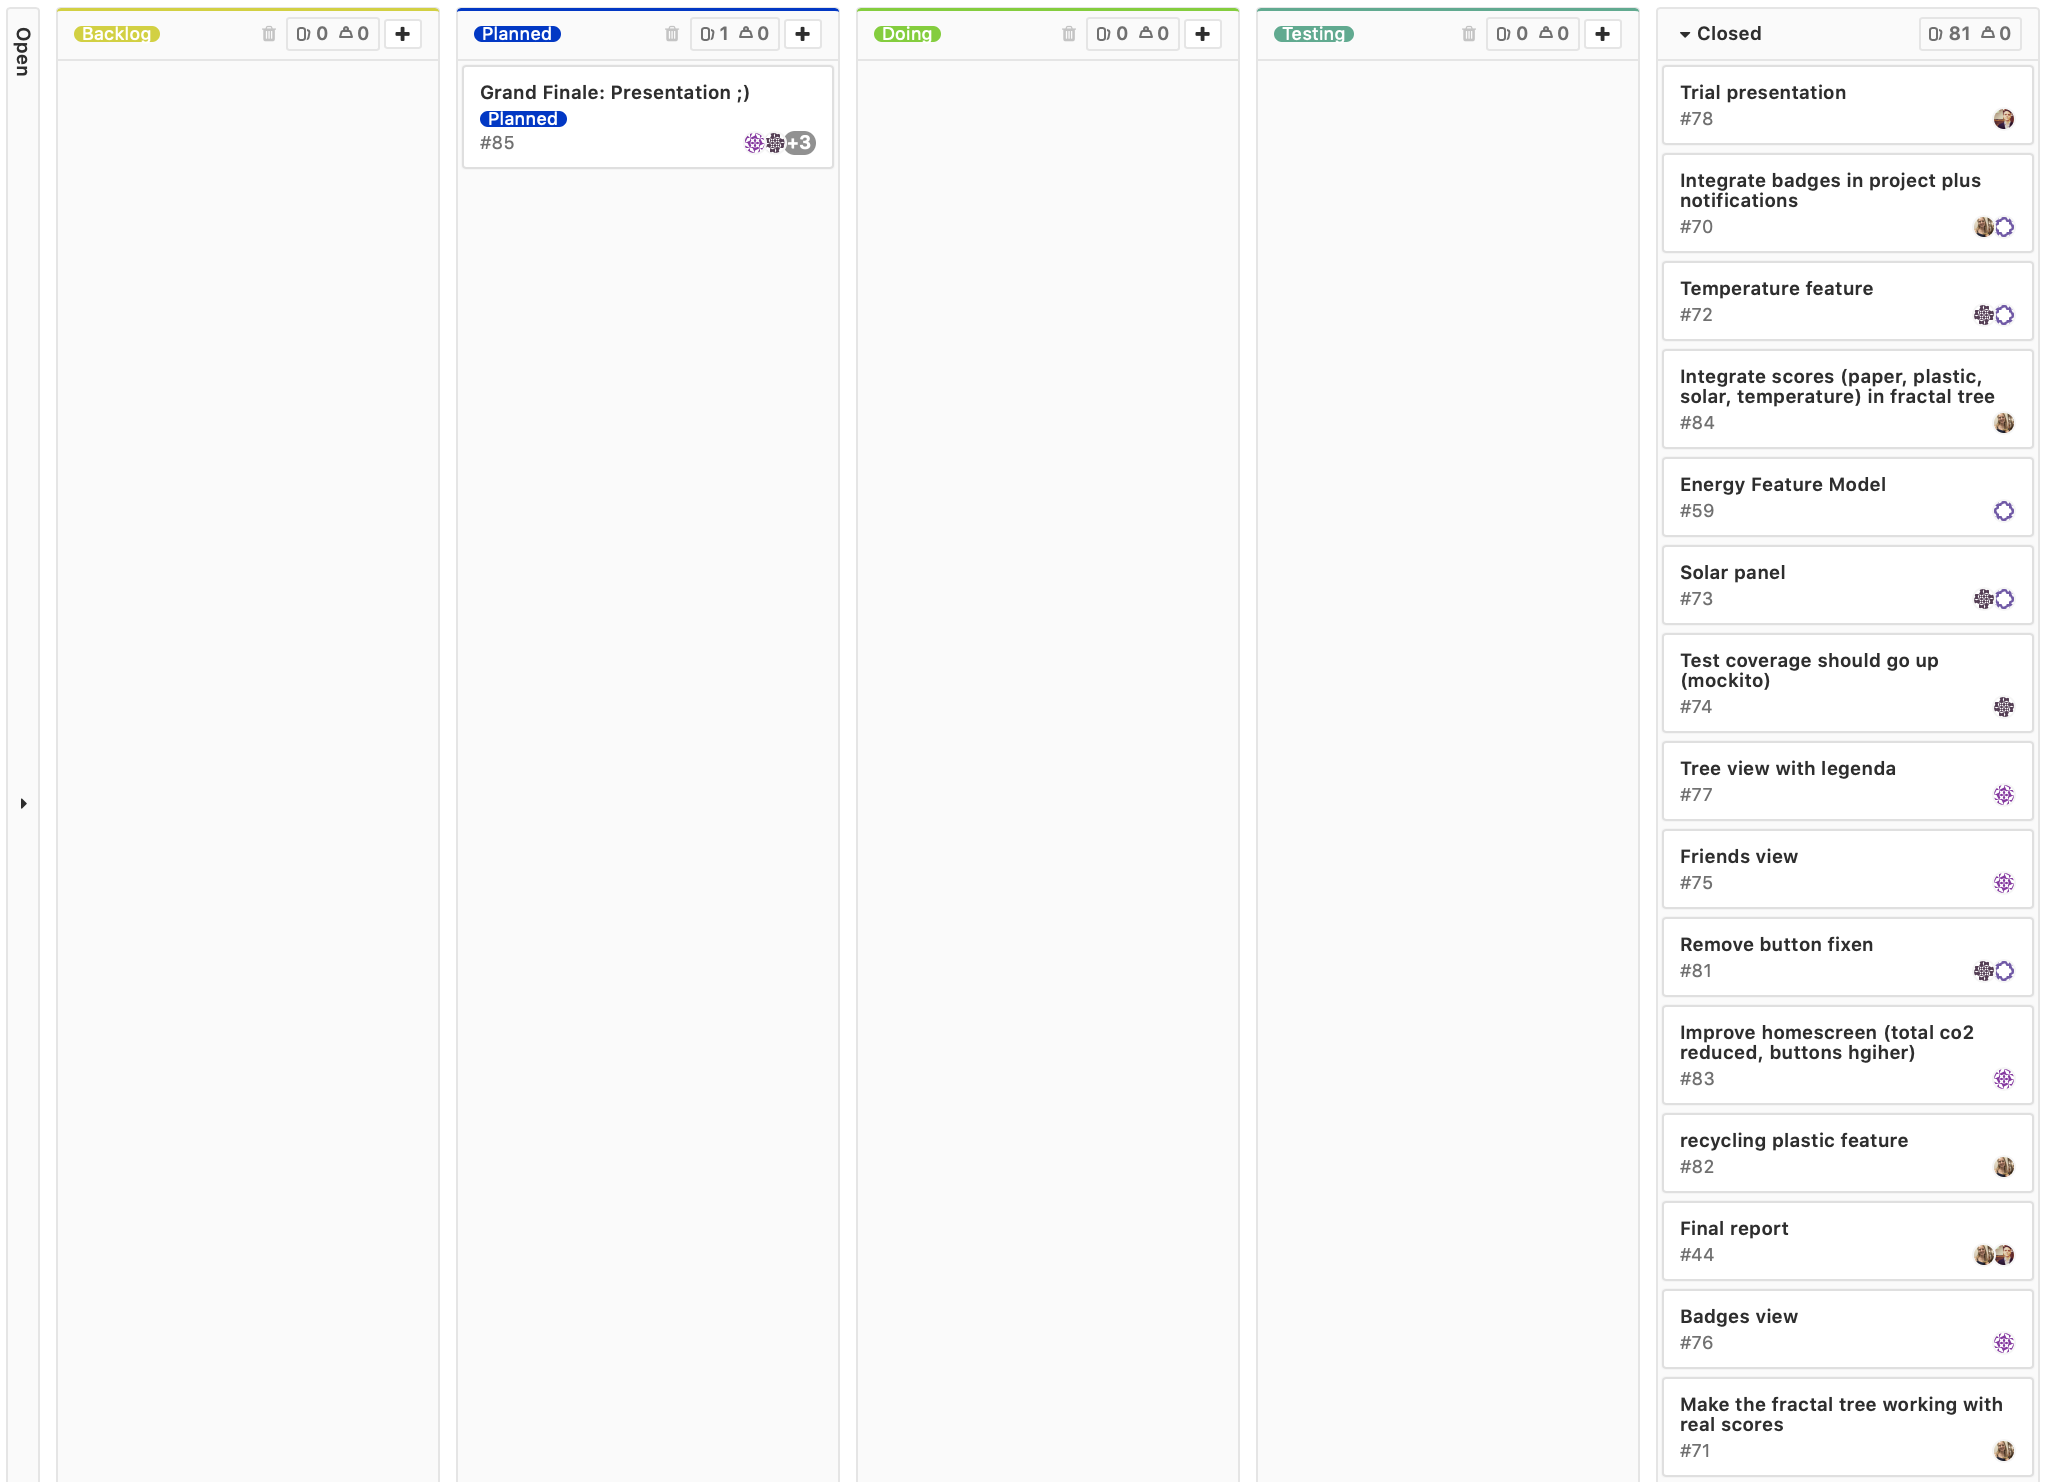 Open
Backlog
0 0
Planned
1 0
Grand Finale: Presentation ;)
Planned
#85
+3
Doing
0 0
Testing
0 0
Closed
81 0
Trial presentation
#78
Integrate badges in project plus
notifications
#70
Temperature feature
#72
Integrate scores (paper, plastic,
solar, temperature) in fractal tree
#84
Energy Feature Model
#59
Solar panel
#73
Test coverage should go up
(mockito)
#74
Tree view with legenda
#77
Friends view
#75
Remove button fixen
#81
Improve homescreen (total co2
reduced, buttons hgiher)
#83
recycling plastic feature
#82
Final report
#44
Badges view
#76
Make the fractal tree working with
real scores
#71